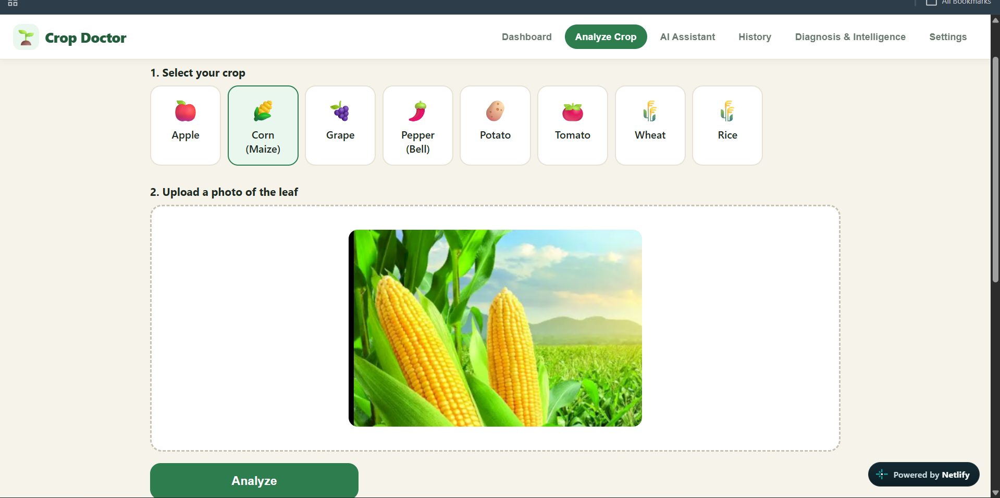 All Bookmarks
Crop Doctor
Dashboard
Analyze Crop
AI Assistant
History
Diagnosis & Intelligence
Settings
1. Select your crop
Apple
Corn
(Maize)
Grape
Pepper
(Bell)
Potato
Tomato
Wheat
Rice
2. Upload a photo of the leaf
Analyze
Powered by Netlify